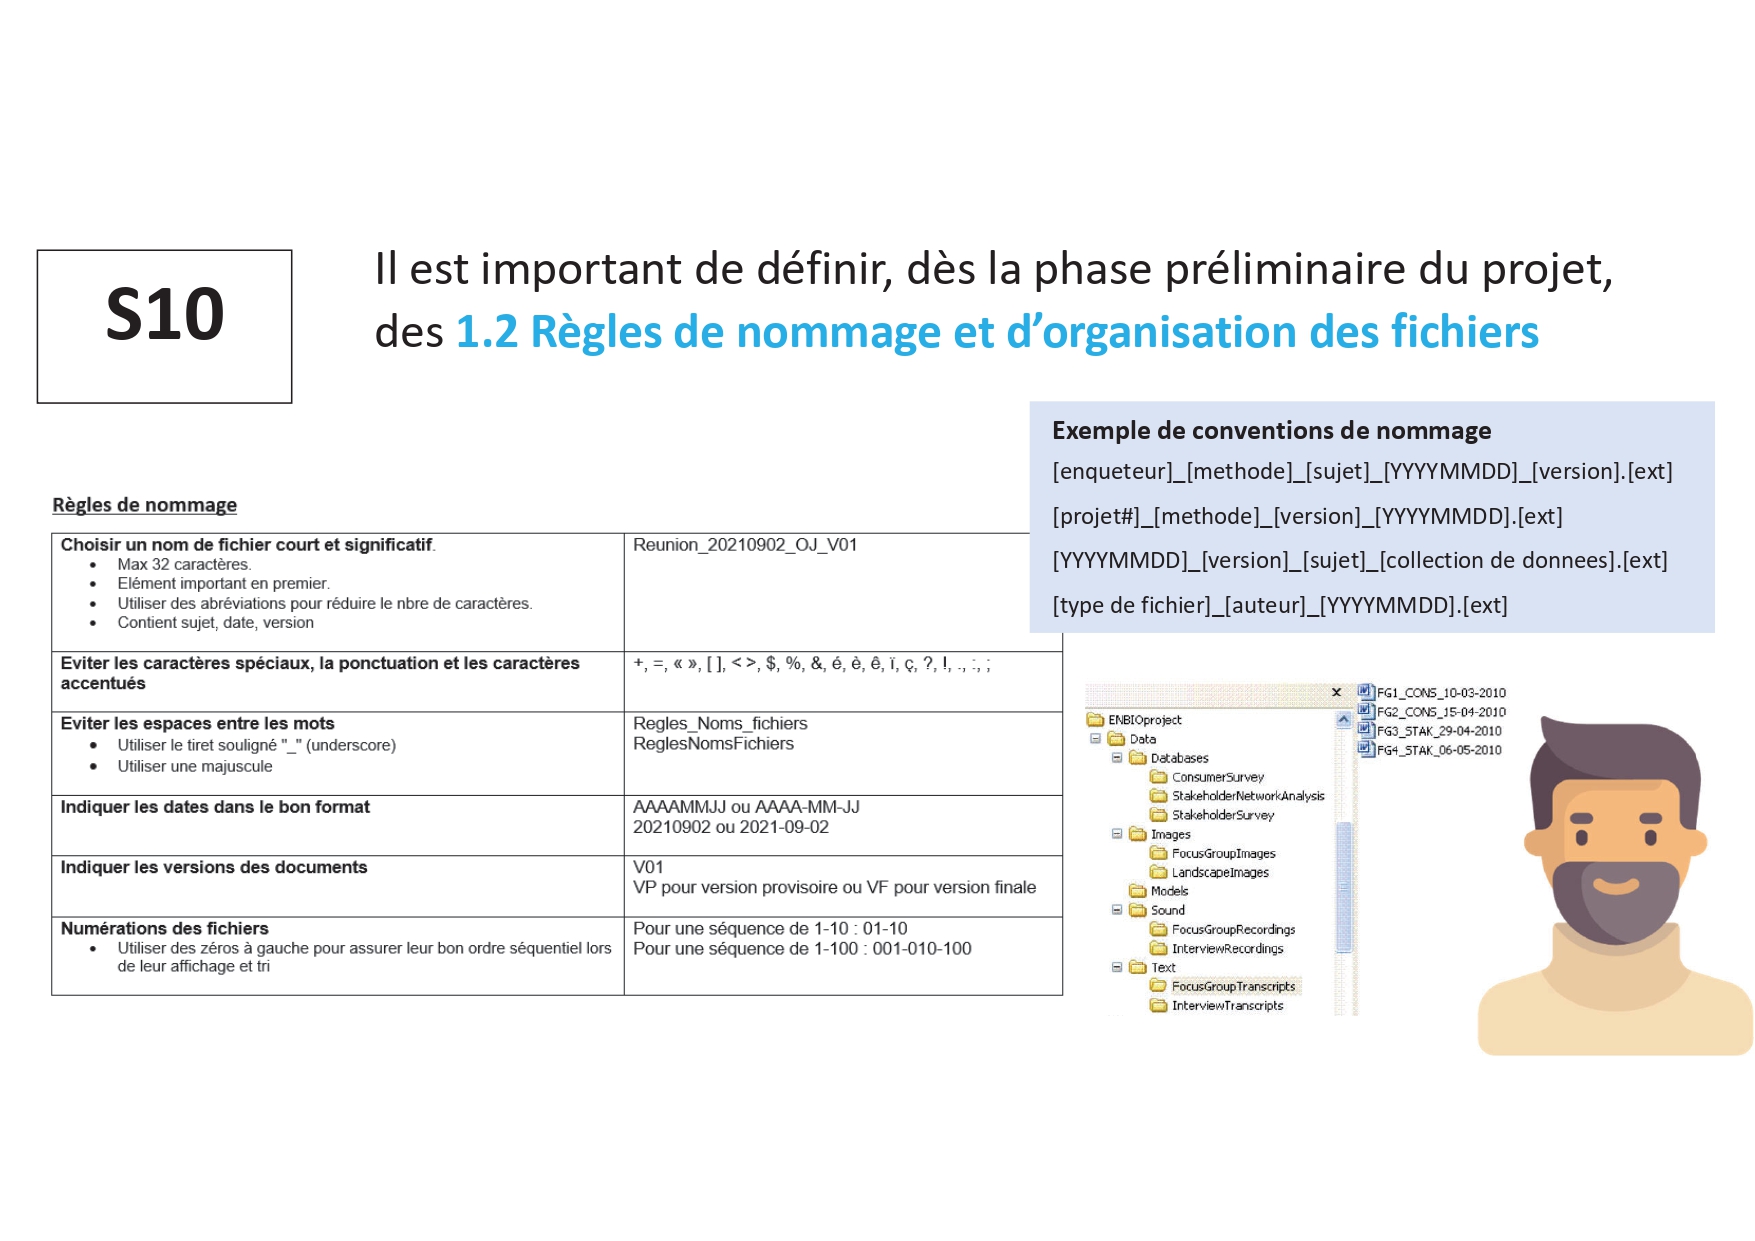 S10
Il est important de définir, dès la phase préliminaire du projet,
des 1.2 Règles de nommage et d’organisation des fichiers
Exemple de conventions de nommage
[enqueteur]_[methode]_[sujet]_[YYYYMMDD]_[version].[ext]
[projet#]_[methode]_[version]_[YYYYMMDD].[ext]
[YYYYMMDD]_[version]_[sujet]_[collection de donnees].[ext]
[type de fichier]_[auteur]_[YYYYMMDD].[ext]
Règles de nommage
Choisir un nom de fichier court et significatif.
• Max 32 caractères.
• Elément important en premier.
• Utiliser des abréviations pour réduire le nbre de caractères.
• Contient sujet, date, version
Reunion_20210902_OJ_V01
Eviter les caractères spéciaux, la ponctuation et les caractères
accentués
+, =, « », [ ], < >, $, %, &, é, è, ê, ï, ç, ?, !, ., :, ;
Eviter les espaces entre les mots
• Utiliser le tiret souligné "_" (underscore)
• Utiliser une majuscule
Regles_Noms_fichiers
ReglesNomsFichiers
Indiquer les dates dans le bon format
AAAAMMJJ ou AAAA-MM-JJ
20210902 ou 2021-09-02
Indiquer les versions des documents
V01
VP pour version provisoire ou VF pour version finale
Numérations des fichiers
• Utiliser des zéros à gauche pour assurer leur bon ordre séquentiel lors
de leur affichage et tri
Pour une séquence de 1-10 : 01-10
Pour une séquence de 1-100 : 001-010-100
ENBIOproject
Data
Databases
ConsumerSurvey
StakeholderNetworkAnalysis
StakeholderSurvey
Images
FocusGroupImages
LandscapeImages
Models
Sound
FocusGroupRecordings
InterviewRecordings
Text
FocusGroupTranscripts
InterviewTranscripts
FG1_CONS_10-03-2010
FG2_CONS_15-04-2010
FG3_STAK_29-04-2010
FG4_STAK_06-05-2010